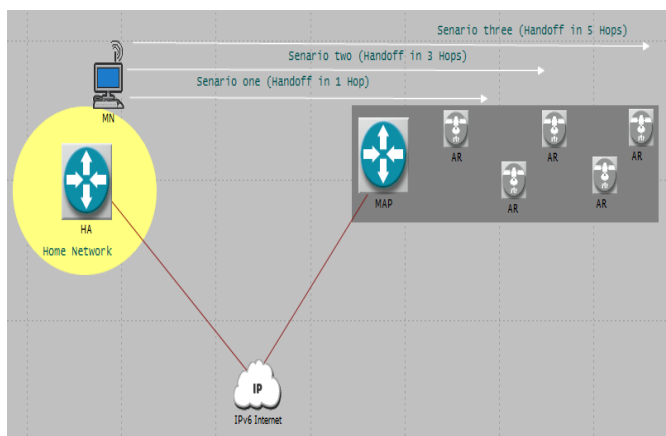 Senario three (Handoff in 5 Hops)
Senario two (Handoff in 3 Hops)
Senario one (Handoff in 1 Hop)
MN
AR
AR
AR
MAP
AR
AR
HA
Home Network
IP
IPv6 Internet